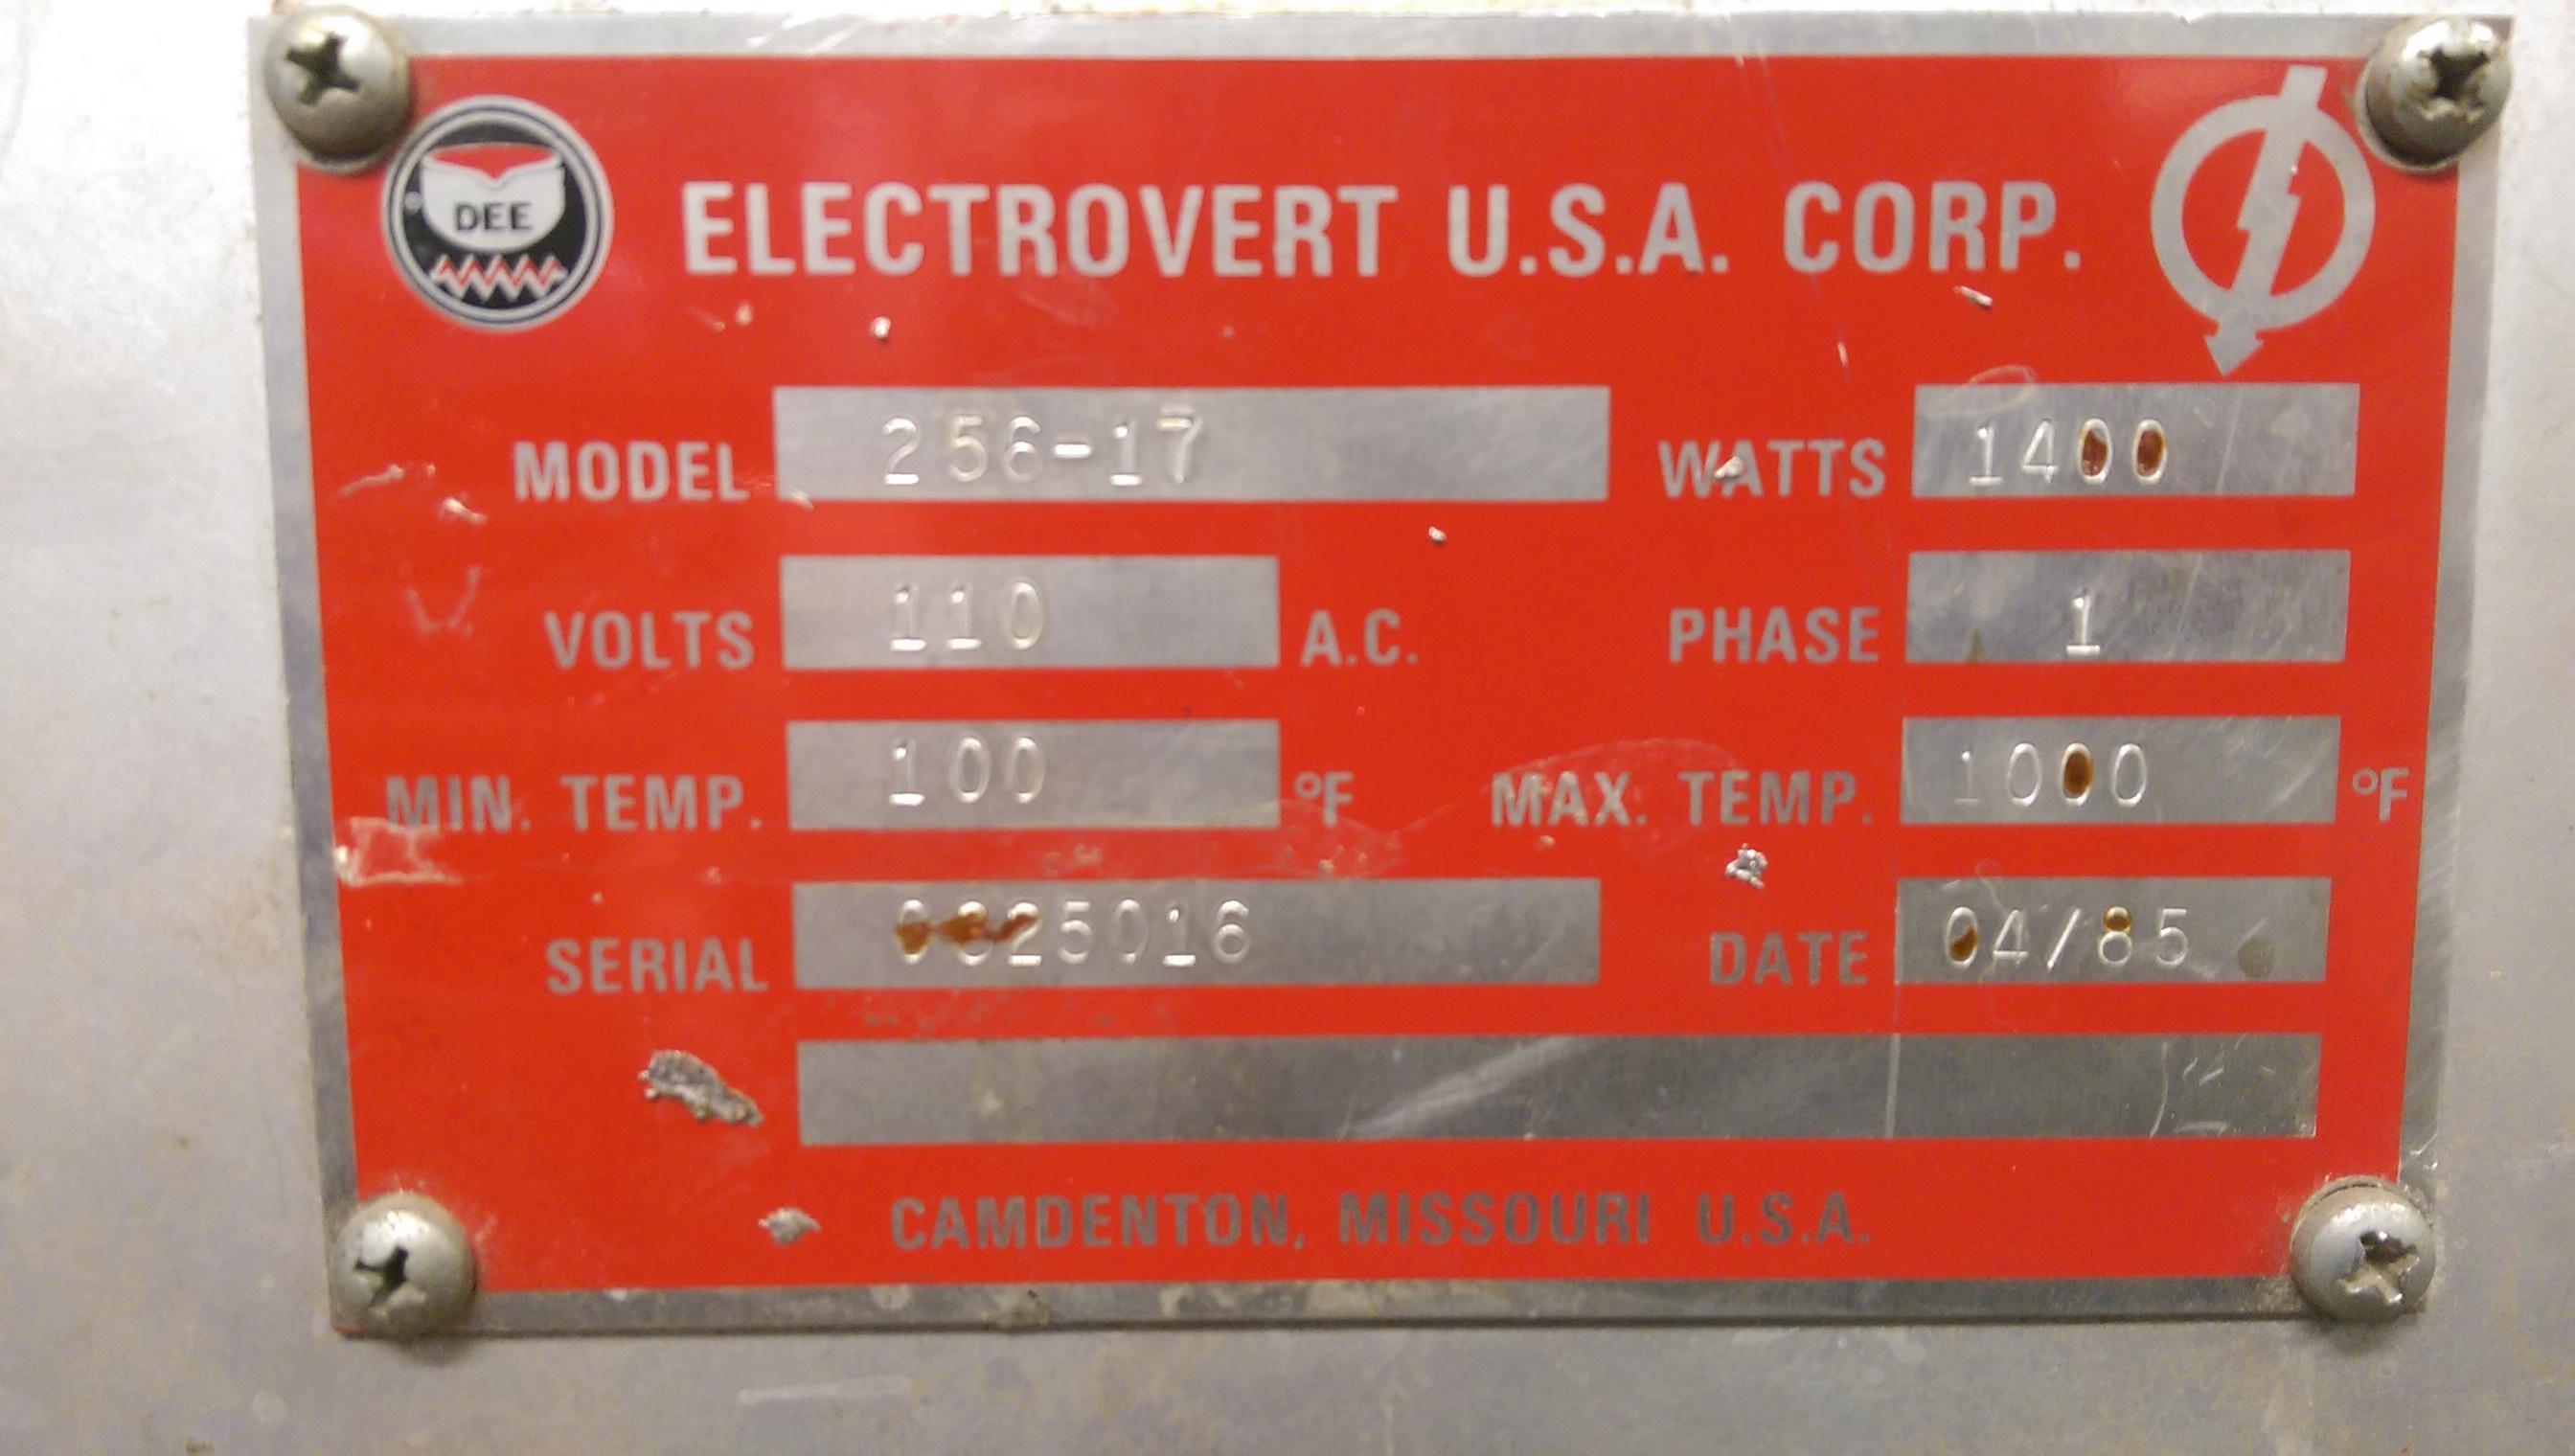 DEE
ELECTROVERT U.S.A. CORP.
MODEL 256-17 WATTS 1400
VOLTS 110 A.C. PHASE 1
MIN. TEMP. 100 °F MAX. TEMP. 1000 °F
SERIAL DATE 04/85
CAMDENTON, MISSOURI U.S.A.